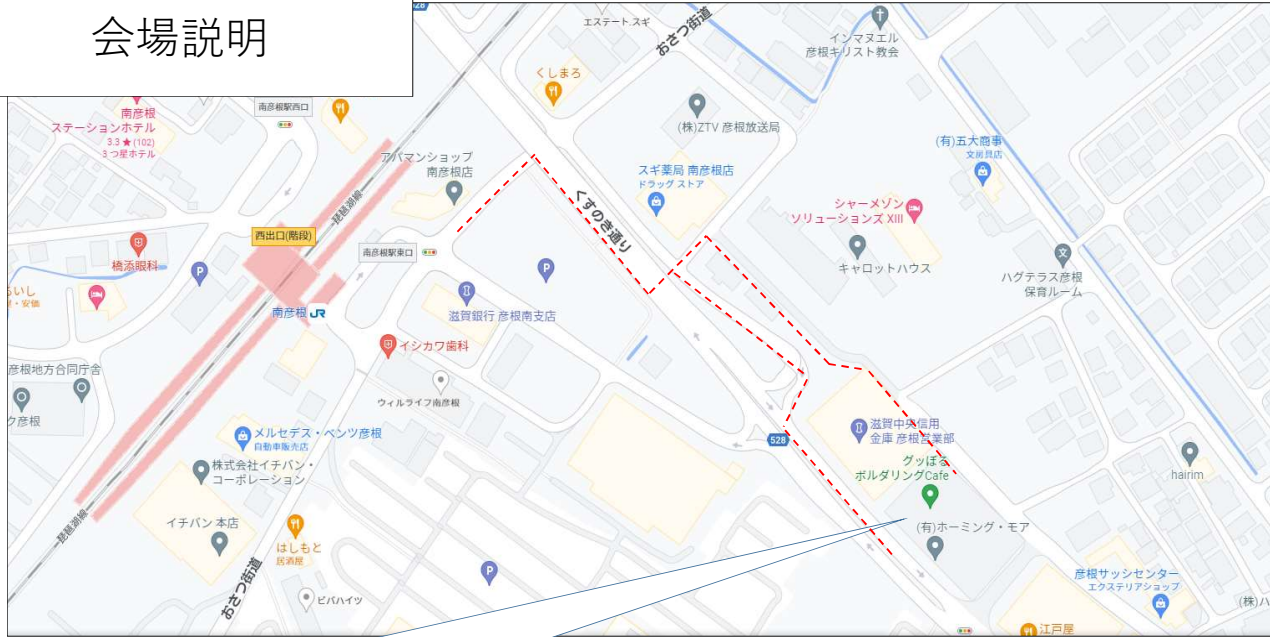 会場説明
528
エステート.スギ
おさつ街道
インマヌエル
彦根キリスト教会
くしまろ
南彦根駅西口
南彦根
ステーションホテル
3.3 ★ (102)
3 つ星ホテル
(株)ZTV 彦根放送局
(有)五大商事
文房具店
アパマンショップ
南彦根店
スギ薬局 南彦根店
ドラッグ ストア
琵琶湖線
くすのき通り
シャーメゾン
ソリューションズ XIII
西出口(階段)
南彦根駅東口
橋添眼科
P
P
キャロットハウス
ハグテラス彦根
保育ルーム
滋賀銀行 彦根南支店
南彦根 JR
イシカワ歯科
彦根地方合同庁舎
ク彦根
ウィルライフ南彦根
メルセデス・ベンツ彦根
自動車販売店
528
滋賀中央信用
金庫 彦根営業部
株式会社イチバン・
コーポレーション
グッぼる
ボルダリングCafe
hairim
イチバン 本店
(有)ホーミング・モア
琵琶湖線
はしもと
居酒屋
P
彦根サッシセンター
エクステリアショップ
おさつ街道
ビバハイツ
江戸屋